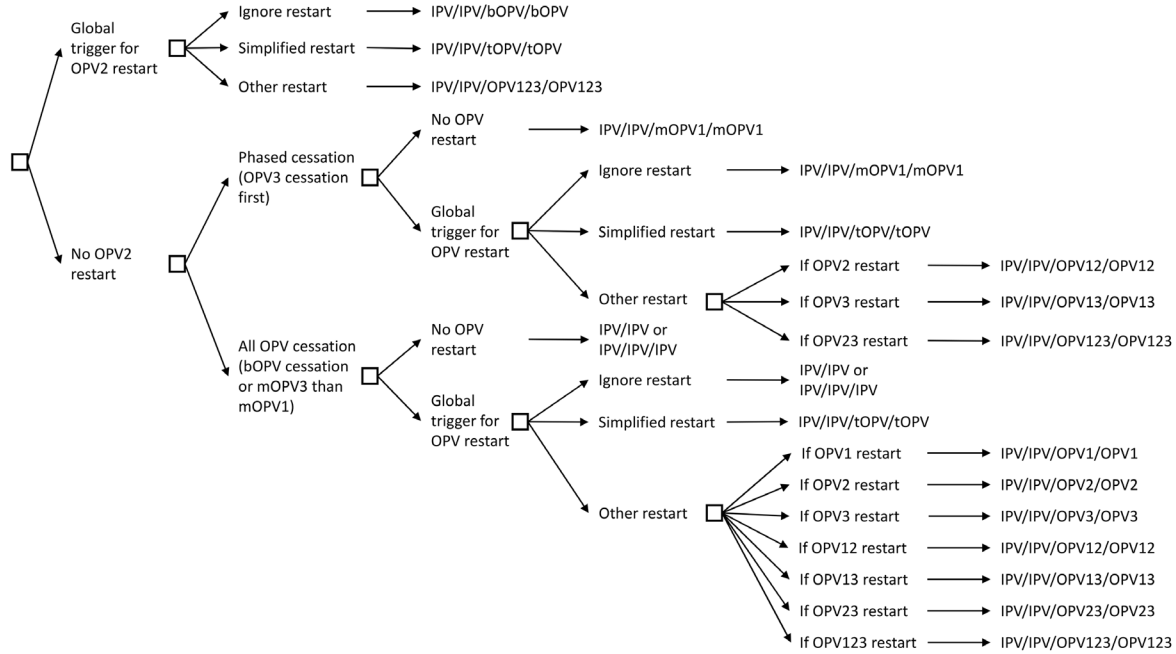 Ignore restart
IPV/IPV/bOPV/bOPV
Global
trigger for
OPV2 restart
Simplified restart
IPV/IPV/tOPV/tOPV
Other restart
IPV/IPV/OPV123/OPV123
No OPV
restart
IPV/IPV/mOPV1/mOPV1
Phased cessation
(OPV3 cessation
first)
Ignore restart
IPV/IPV/mOPV1/mOPV1
Global
trigger for
OPV restart
Simplified restart
IPV/IPV/tOPV/tOPV
No OPV2
restart
If OPV2 restart
IPV/IPV/OPV12/OPV12
Other restart
If OPV3 restart
IPV/IPV/OPV13/OPV13
If OPV23 restart
IPV/IPV/OPV123/OPV123
No OPV
restart
IPV/IPV or
IPV/IPV/IPV
All OPV cessation
(bOPV cessation
or mOPV3 than
mOPV1)
Ignore restart
IPV/IPV or
IPV/IPV/IPV
Global
trigger for
OPV restart
Simplified restart
IPV/IPV/tOPV/tOPV
If OPV1 restart
IPV/IPV/OPV1/OPV1
If OPV2 restart
IPV/IPV/OPV2/OPV2
Other restart
If OPV3 restart
IPV/IPV/OPV3/OPV3
If OPV12 restart
IPV/IPV/OPV12/OPV12
If OPV13 restart
IPV/IPV/OPV13/OPV13
If OPV23 restart
IPV/IPV/OPV23/OPV23
If OPV123 restart
IPV/IPV/OPV123/OPV123